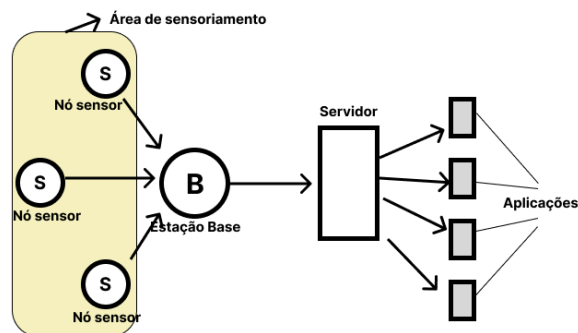 Área de sensoriamento
S
Nó sensor
Servidor
S
B
Nó sensor
Estação Base
Aplicações
S
Nó sensor